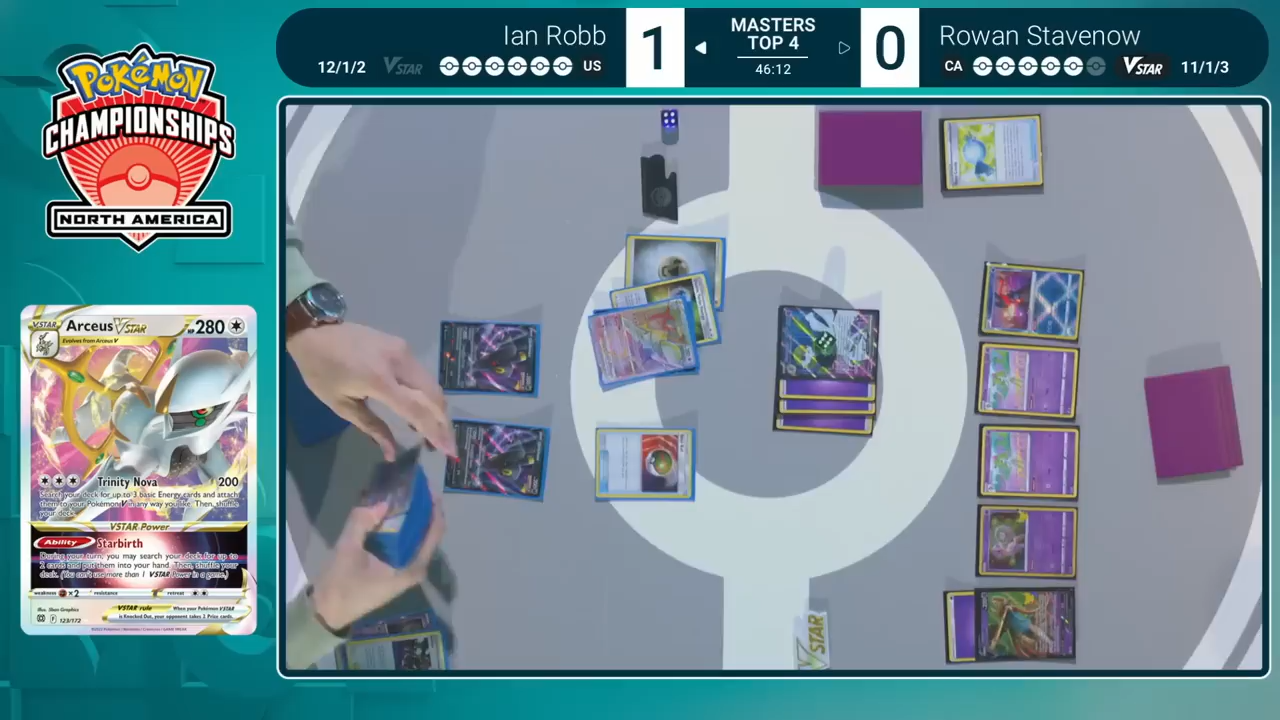 Ian Robb
1
MASTERS
TOP 4
46:12
0
Rowan Stavenow
12/1/2
VSTAR
US
CA
VSTAR
11/1/3
POKÉMON
CHAMPIONSHIPS
NORTH AMERICA
VSTAR
Arceus VSTAR
HP 280
Evolves from Arceus V
Trinity Nova 200
Search your deck for up to 3 basic Energy cards and attach
them to your Pokémon V in any way you like. Then, shuffle
your deck.
VSTAR Power
Ability Starbirth
During your turn, you may search your deck for up to
2 cards and put them into your hand. Then, shuffle your
deck. (You can't use more than 1 VSTAR Power in a game.)
weakness ×2 resistance retreat
VSTAR rule When your Pokémon VSTAR
is Knocked Out, your opponent takes 2 Prize cards.
F 123/172
VSTAR